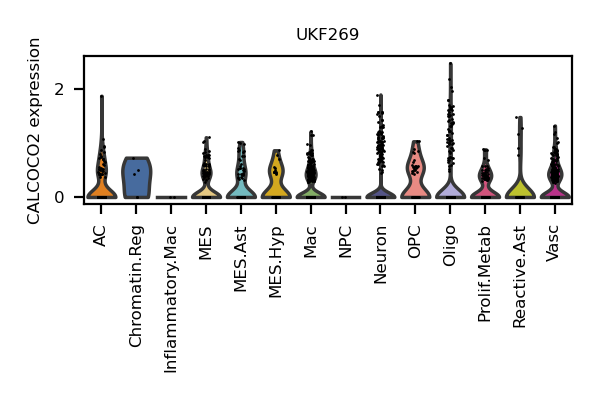 UKF269
CALCOCO2 expression
2
0
AC
Chromatin.Reg
Inflammatory.Mac
MES
MES.Ast
MES.Hyp
Mac
NPC
Neuron
OPC
Oligo
Prolif.Metab
Reactive.Ast
Vasc